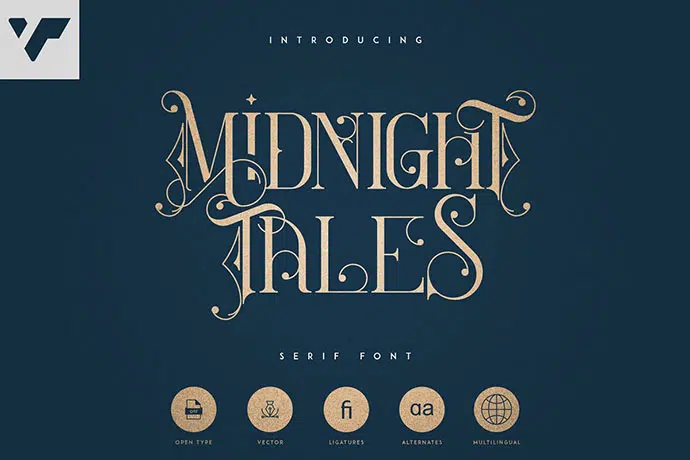 INTRODUCING
MIDNIGHT
TALES
SERIF FONT
OTF
fi
aa
OPEN TYPE
VECTOR
LIGATURES
ALTERNATES
MULTILINGUAL